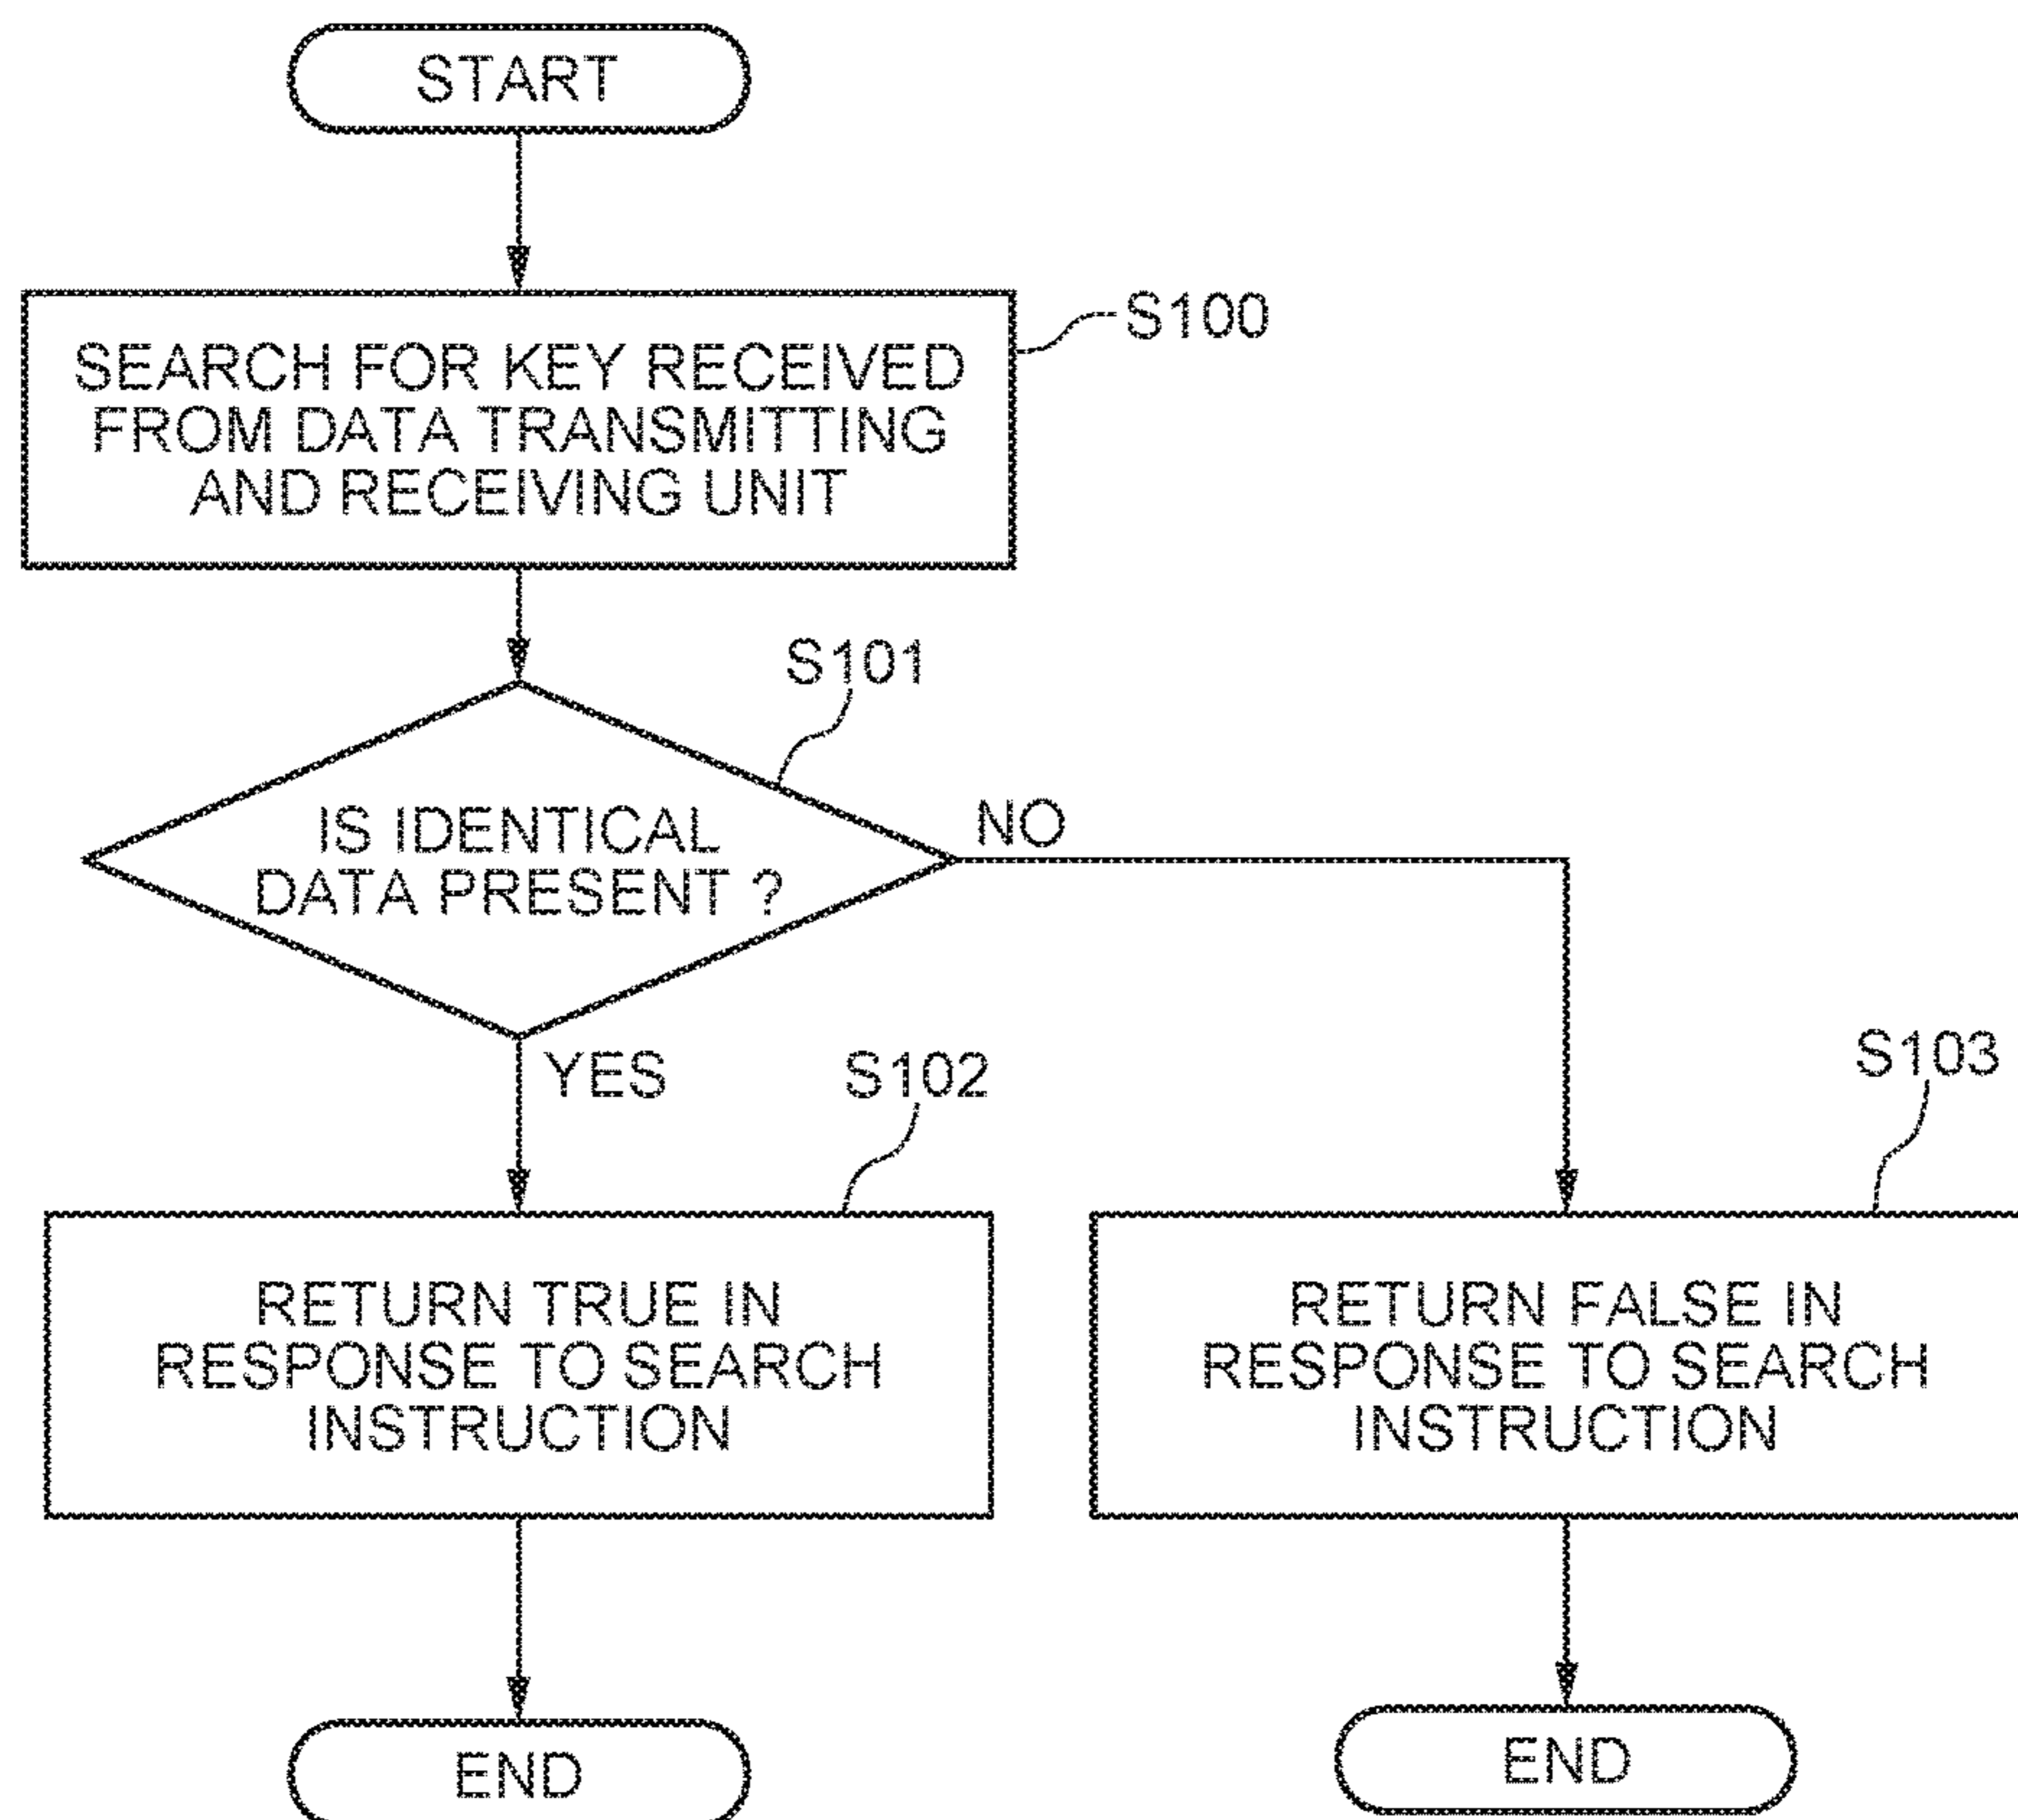 START
SEARCH FOR KEY RECEIVED
FROM DATA TRANSMITTING
AND RECEIVING UNIT
S100
S101
IS IDENTICAL
DATA PRESENT ?
NO
YES
S102
S103
RETURN TRUE IN
RESPONSE TO SEARCH
INSTRUCTION
RETURN FALSE IN
RESPONSE TO SEARCH
INSTRUCTION
END
END